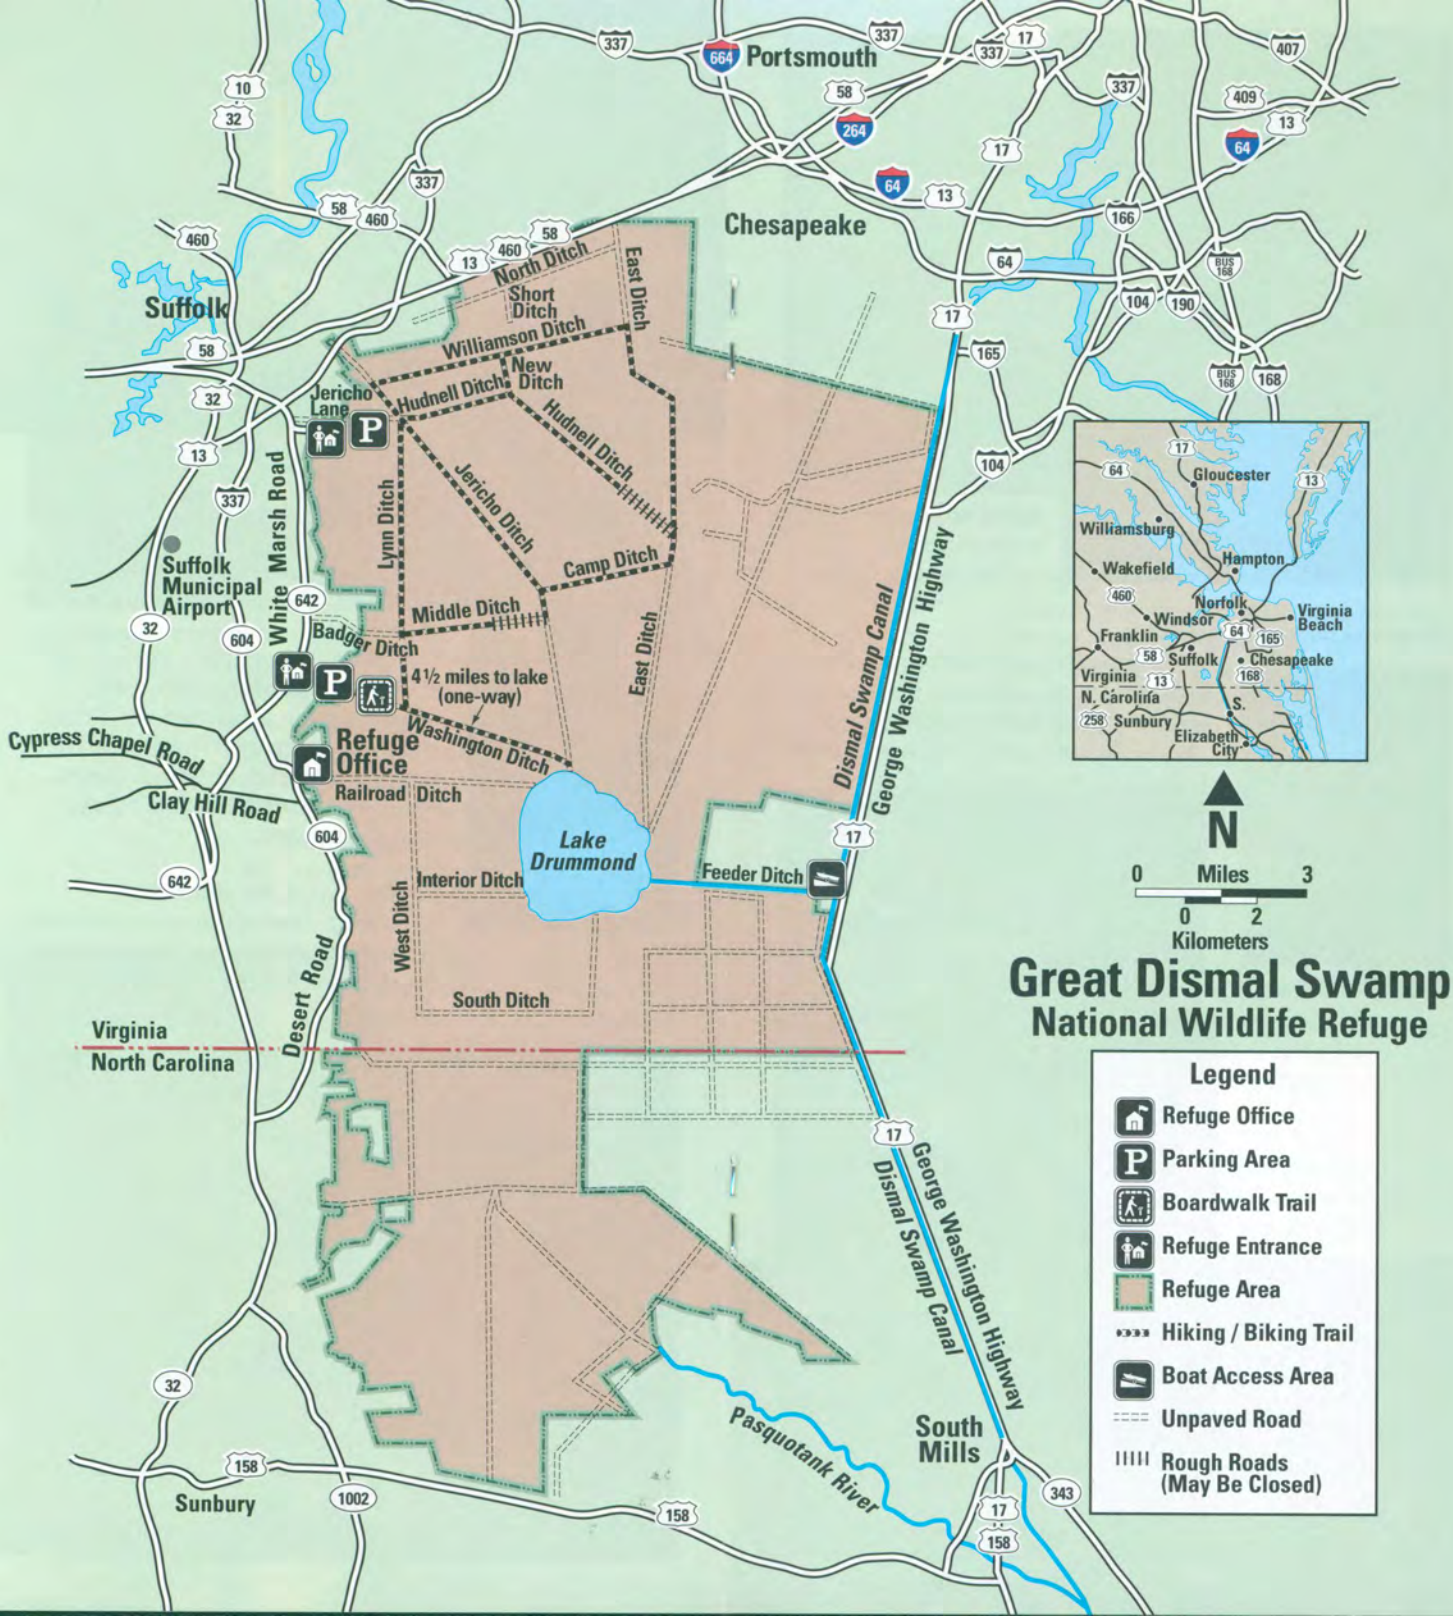 337
664
Portsmouth
337
337
17
407
10
58
337
409
32
264
13
17
64
337
64
13
58
460
166
460
58
Chesapeake
460
13
North Ditch
East Ditch
64
BUS
168
Suffolk
Short
Ditch
104
190
17
58
Williamson Ditch
165
New
Ditch
BUS
168
168
32
Jericho
Lane
Hudnell Ditch
P
Hudnell Ditch
13
104
337
White Marsh Road
Lynn Ditch
Jericho Ditch
Suffolk
Municipal
Airport
Camp Ditch
642
Middle Ditch
32
604
Badger Ditch
East Ditch
Dismal Swamp Canal
George Washington Highway
P
4 1/2 miles to lake
(one-way)
Washington Ditch
Cypress Chapel Road
Refuge
Office
Railroad Ditch
Clay Hill Road
604
Lake
Drummond
17
642
Interior Ditch
Feeder Ditch
West Ditch
Desert Road
South Ditch
Virginia
North Carolina
17
George Washington Highway
Dismal Swamp Canal
32
Pasquotank River
South
Mills
158
Sunbury
1002
158
17
158
343
17
64
Gloucester
13
Williamsburg
Hampton
Wakefield
460
Norfolk
Windsor
Virginia
Beach
Franklin
64
165
58
Suffolk
Chesapeake
Virginia
13
168
N. Carolina
S.
258
Sunbury
Elizabeth
City
N
0 Miles 3
0 2
Kilometers
Great Dismal Swamp
National Wildlife Refuge
Legend
Refuge Office
P Parking Area
Boardwalk Trail
Refuge Entrance
Refuge Area
Hiking / Biking Trail
Boat Access Area
Unpaved Road
Rough Roads
(May Be Closed)